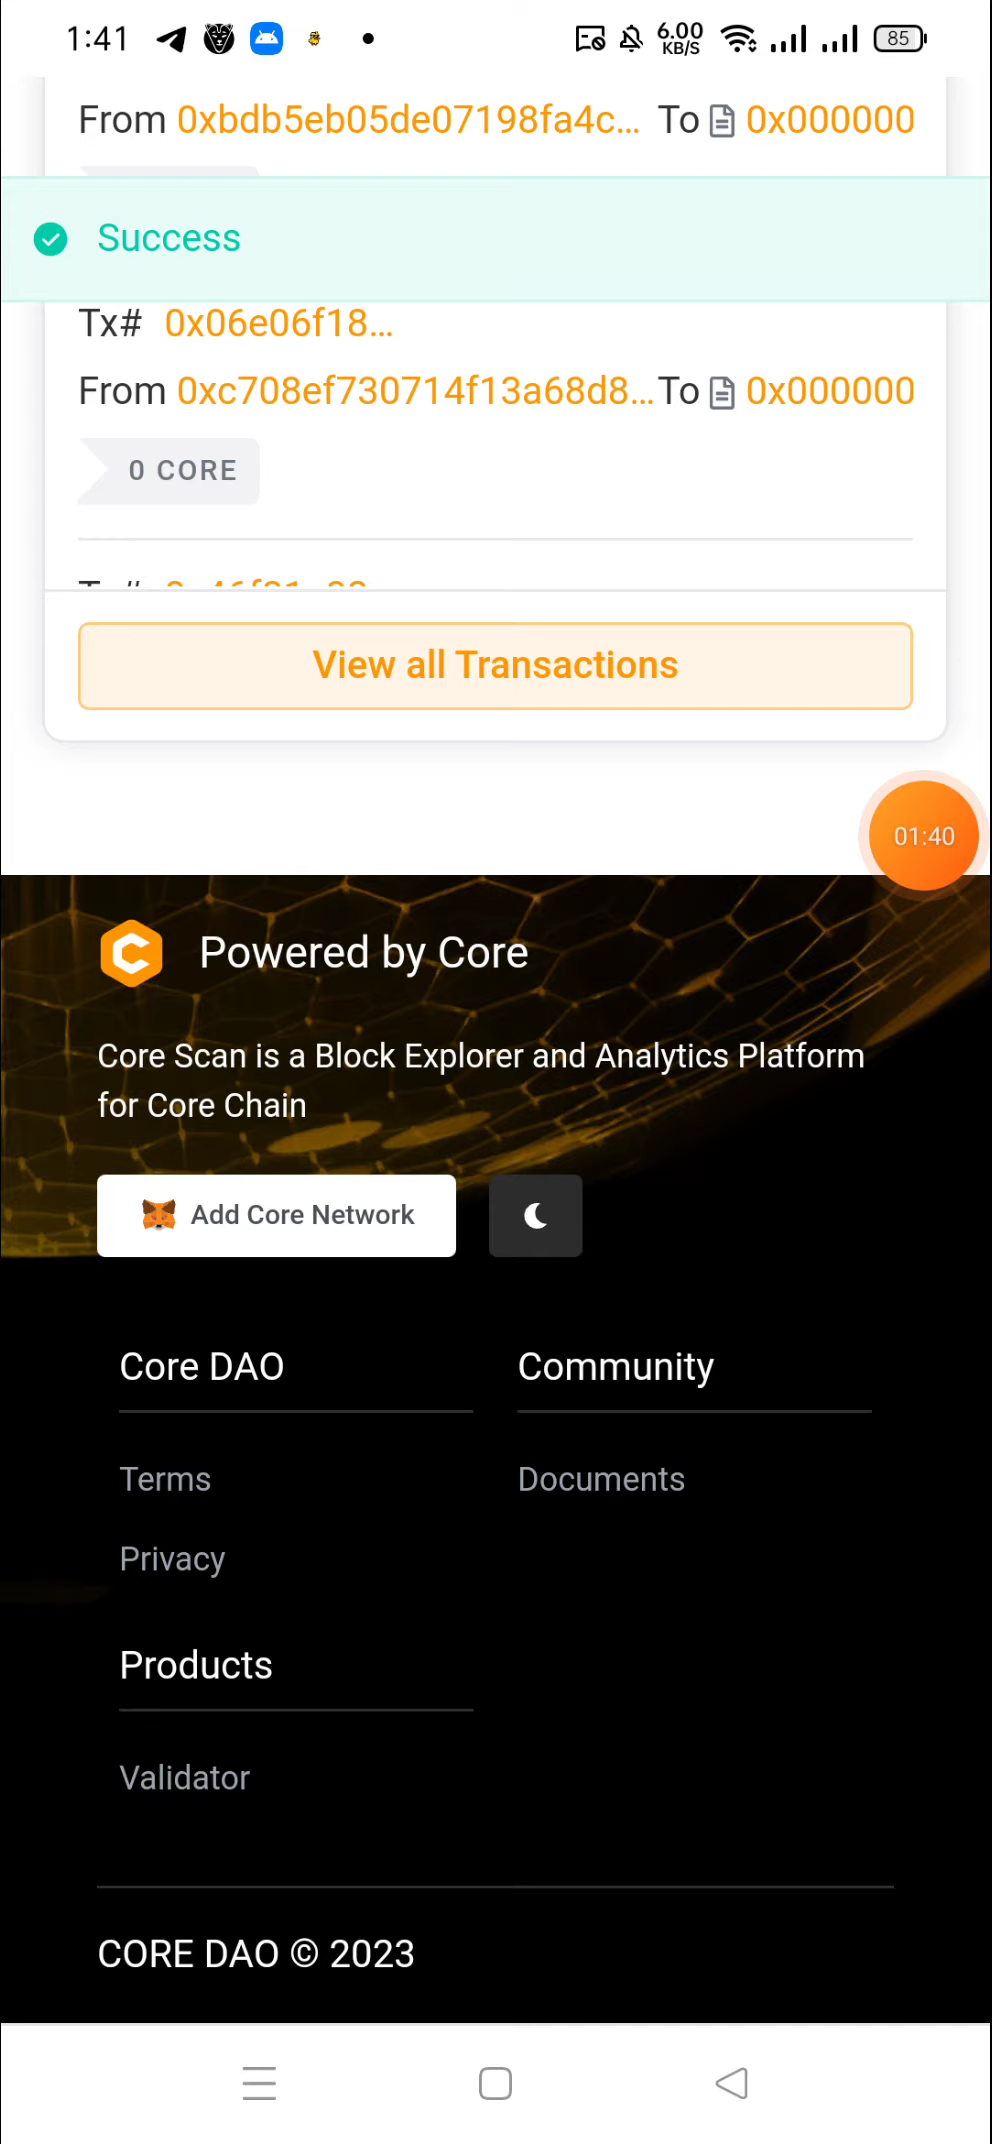 1:41 6.00 KB/S 85
From 0xbdb5eb05de07198fa4c... To 0x000000
Success
Tx# 0x06e06f18...
From 0xc708ef730714f13a68d8... To 0x000000
0 CORE
View all Transactions
01:40
Powered by Core
Core Scan is a Block Explorer and Analytics Platform
for Core Chain
Add Core Network
Core DAO Community
Terms Documents
Privacy
Products
Validator
CORE DAO © 2023